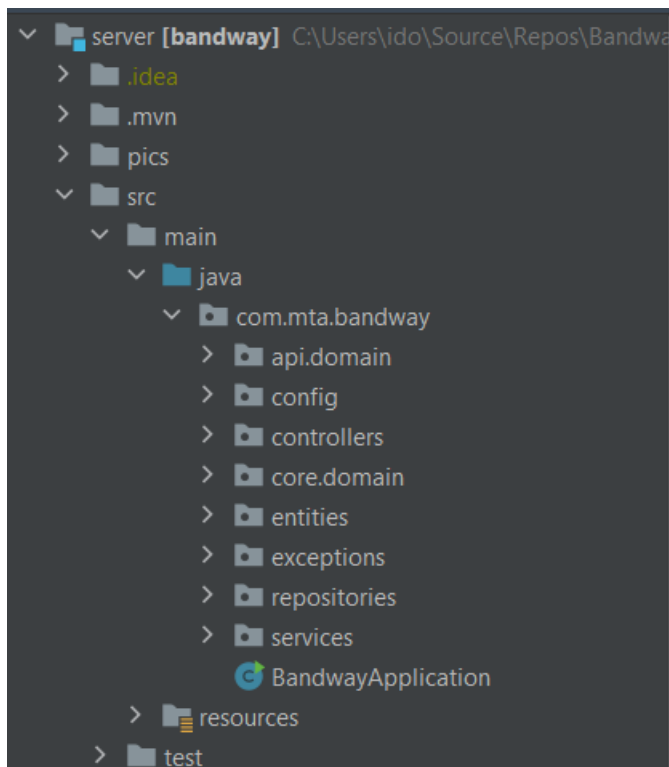 server [bandway] C:\Users\ido\Source\Repos\Bandwa
.idea
.mvn
pics
src
main
java
com.mta.bandway
api.domain
config
controllers
core.domain
entities
exceptions
repositories
services
BandwayApplication
resources
test